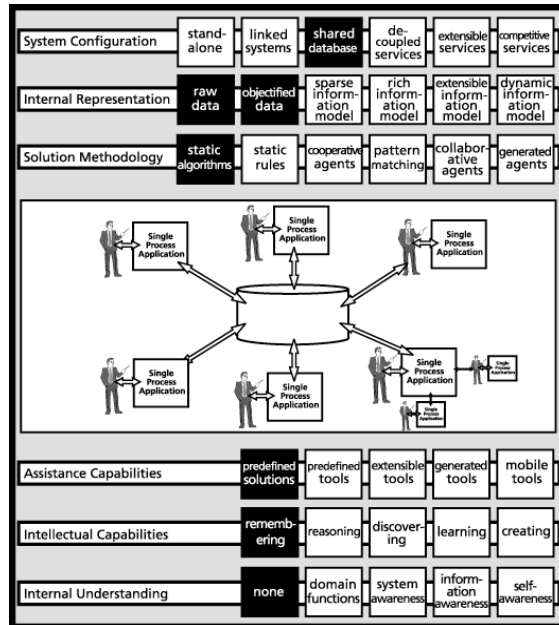 System Configuration
stand-
alone
linked
systems
shared
database
de-
coupled
services
extensible
services
competitive
services
Internal Representation
raw
data
objectified
data
sparse
inform-
ation
model
rich
inform-
ation
model
extensible
inform-
ation
model
dynamic
inform-
ation
model
Solution Methodology
static
algorithms
static
rules
cooperative
agents
pattern
matching
collabor-
ative
agents
generated
agents
Single
Process
Application
Single
Process
Application
Single
Process
Application
Single
Process
Application
Single
Process
Application
Single
Process
Application
Single
Process
Application
Single
Process
Application
Assistance Capabilities
predefined
solutions
predefined
tools
extensible
tools
generated
tools
mobile
tools
Intellectual Capabilities
rememb-
ering
reasoning
discover-
ing
learning
creating
Internal Understanding
none
domain
functions
system
awareness
inform-
ation
awareness
self-
awareness